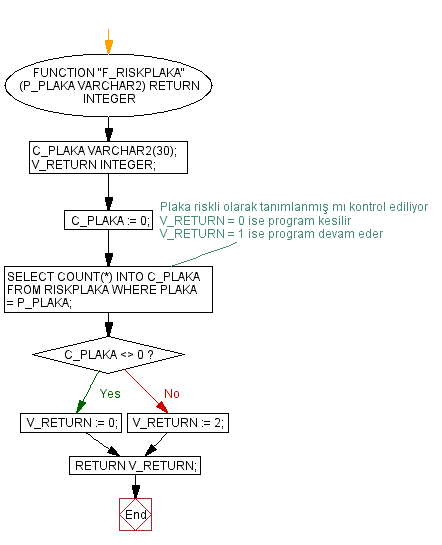 FUNCTION "F_RISKPLAKA"
(P_PLAKA VARCHAR2) RETURN
INTEGER
C_PLAKA VARCHAR2(30);
V_RETURN INTEGER;
C_PLAKA := 0;
Plaka riskli olarak tanımlanmış mı kontrol ediliyor
V_RETURN = 0 ise program kesilir
V_RETURN = 1 ise program devam eder
SELECT COUNT(*) INTO C_PLAKA
FROM RISKPLAKA WHERE PLAKA
= P_PLAKA;
C_PLAKA <> 0 ?
Yes
No
V_RETURN := 0;
V_RETURN := 2;
RETURN V_RETURN;
End